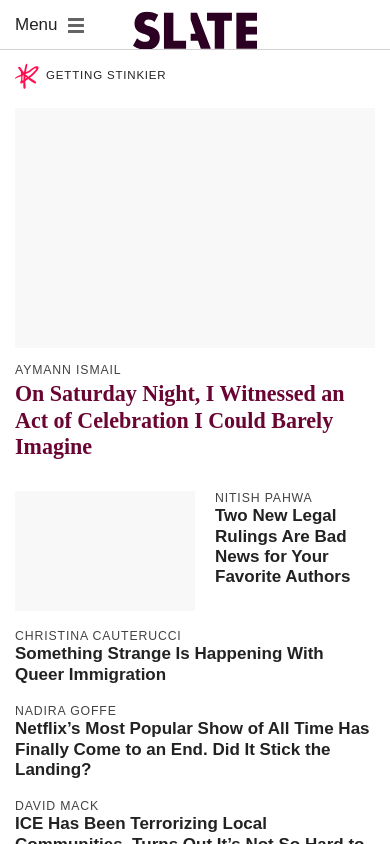 Menu
SLATE
GETTING STINKIER
AYMANN ISMAIL
On Saturday Night, I Witnessed an
Act of Celebration I Could Barely
Imagine
NITISH PAHWA
Two New Legal
Rulings Are Bad
News for Your
Favorite Authors
CHRISTINA CAUTERUCCI
Something Strange Is Happening With
Queer Immigration
NADIRA GOFFE
Netflix’s Most Popular Show of All Time Has
Finally Come to an End. Did It Stick the
Landing?
DAVID MACK
ICE Has Been Terrorizing Local
Communities. Turns Out It’s Not So Hard to